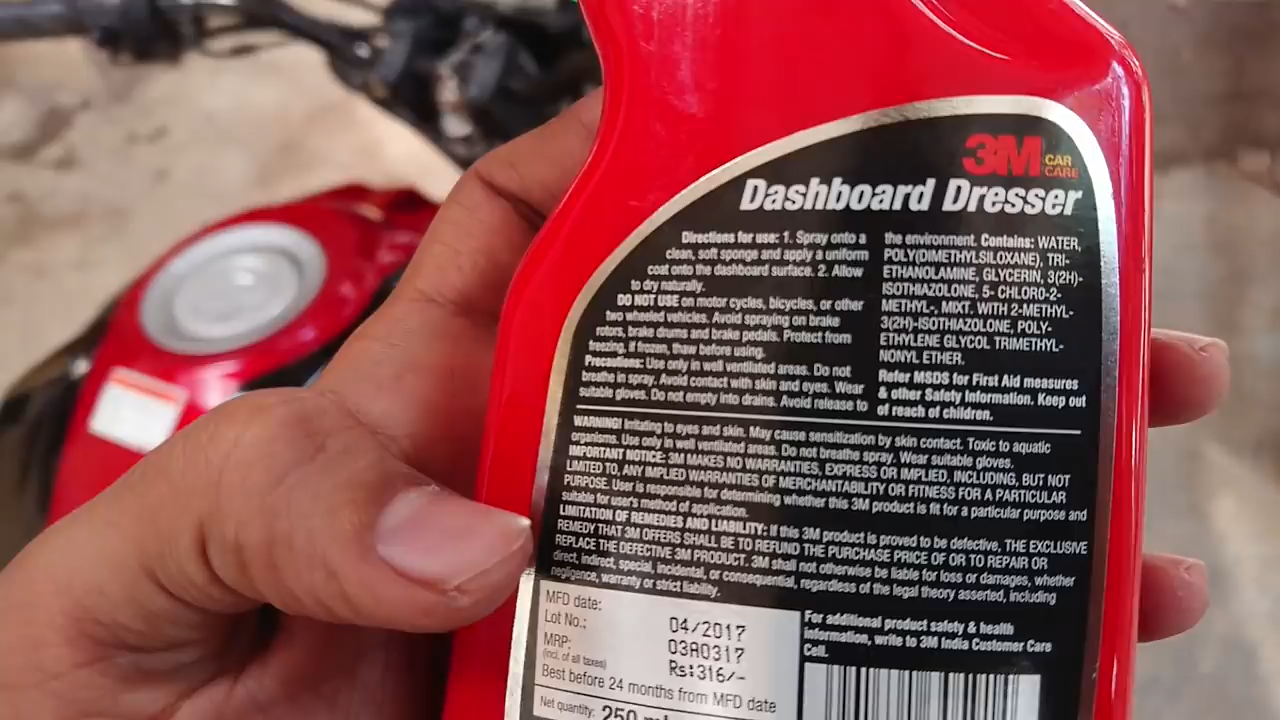 3M CAR CARE
Dashboard Dresser
Directions for use: 1. Spray onto a
clean, soft sponge and apply a uniform
coat onto the dashboard surface. 2. Allow
to dry naturally.
DO NOT USE on motor cycles, bicycles, or other
two wheeled vehicles. Avoid spraying on brake
rotors, brake drums and brake pedals. Protect from
freezing, if frozen, thaw before using.
Precautions: Use only in well ventilated areas. Do not
breathe in spray. Avoid contact with skin and eyes. Wear
suitable gloves. Do not empty into drains. Avoid release to
the environment. Contains: WATER,
POLY(DIMETHYLSILOXANE), TRI-
ETHANOLAMINE, GLYCERIN, 3(2H)-
ISOTHIAZOLONE, 5- CHLORO-2-
METHYL-, MIXT. WITH 2-METHYL-
3(2H)-ISOTHIAZOLONE, POLY-
ETHYLENE GLYCOL TRIMETHYL-
NONYL ETHER.
Refer MSDS for First Aid measures
& other Safety Information. Keep out
of reach of children.
WARNING! Irritating to eyes and skin. May cause sensitization by skin contact. Toxic to aquatic
organisms. Use only in well ventilated areas. Do not breathe spray. Wear suitable gloves.
IMPORTANT NOTICE: 3M MAKES NO WARRANTIES, EXPRESS OR IMPLIED, INCLUDING, BUT NOT
LIMITED TO, ANY IMPLIED WARRANTIES OF MERCHANTABILITY OR FITNESS FOR A PARTICULAR
PURPOSE. User is responsible for determining whether this 3M product is fit for a particular purpose and
suitable for user's method of application.
LIMITATION OF REMEDIES AND LIABILITY: If this 3M product is proved to be defective, THE EXCLUSIVE
REMEDY THAT 3M OFFERS SHALL BE TO REFUND THE PURCHASE PRICE OF OR TO REPAIR OR
REPLACE THE DEFECTIVE 3M PRODUCT. 3M shall not otherwise be liable for loss or damages, whether
direct, indirect, special, incidental, or consequential, regardless of the legal theory asserted, including
negligence, warranty or strict liability.
MFD date: 04/2017
Lot No.: 03A0317
MRP: Rs:316/-
(incl. of all taxes)
Best before 24 months from MFD date
Net quantity: 250 ml
For additional product safety & health
information, write to 3M India Customer Care
Cell.